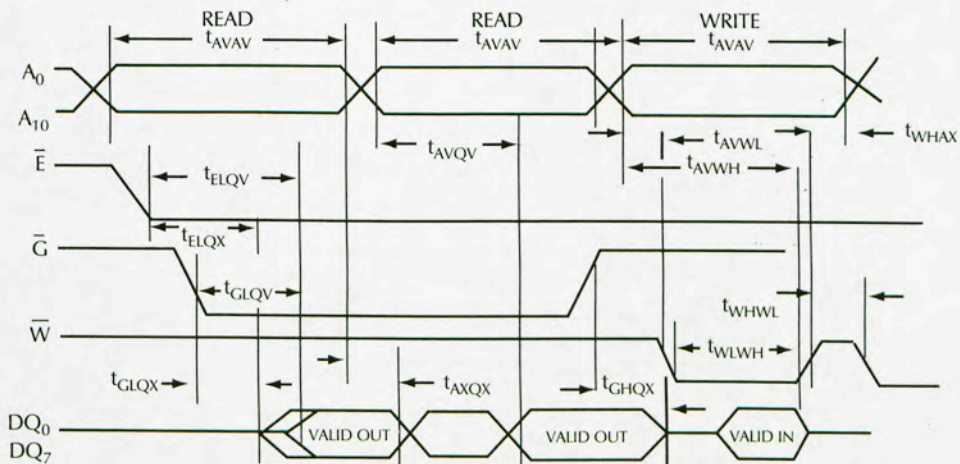 READ READ WRITE
tAVAV tAVAV tAVAV
A0
A10
tAVWL tWHAX
tAVQV
tAVWH
E
tELQV
tELQX
G
tGLQV
tWHWL
W
tWLWH
tGLQX tAXQX tGHQX
DQ0
VALID OUT VALID OUT VALID IN
DQ7